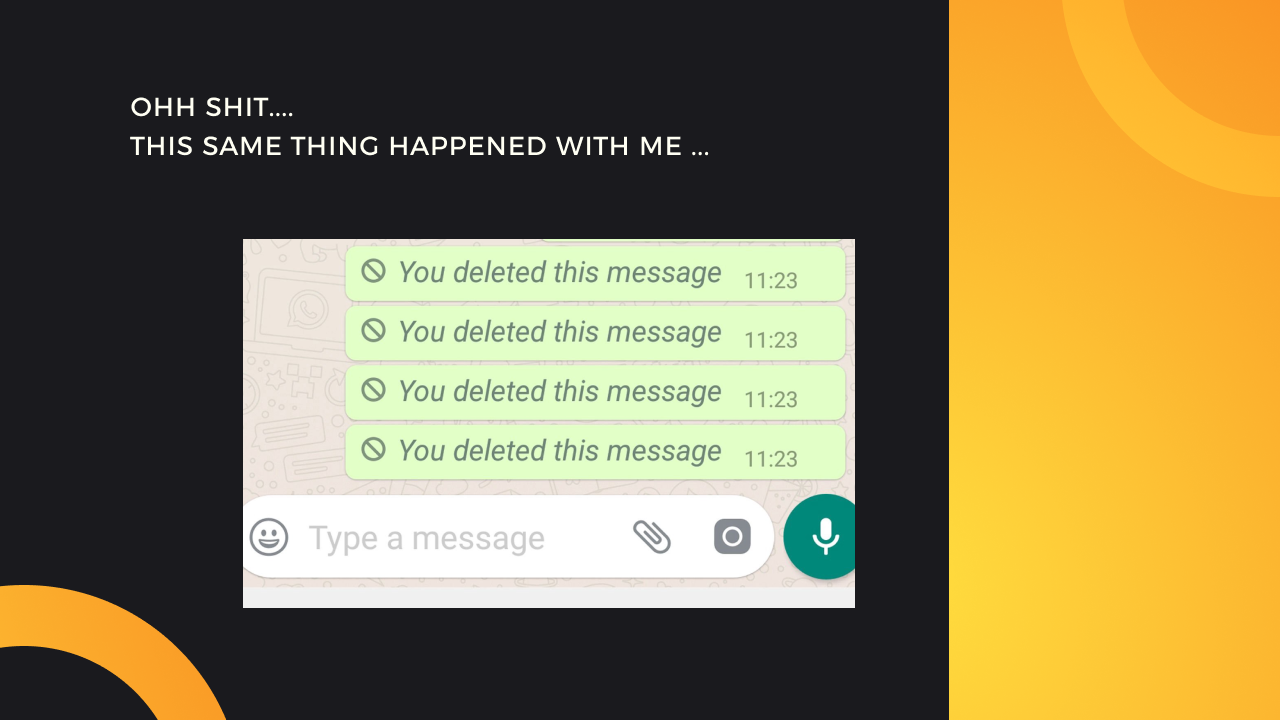 OHH SHIT....
THIS SAME THING HAPPENED WITH ME ...
You deleted this message 11:23
You deleted this message 11:23
You deleted this message 11:23
You deleted this message 11:23
Type a message